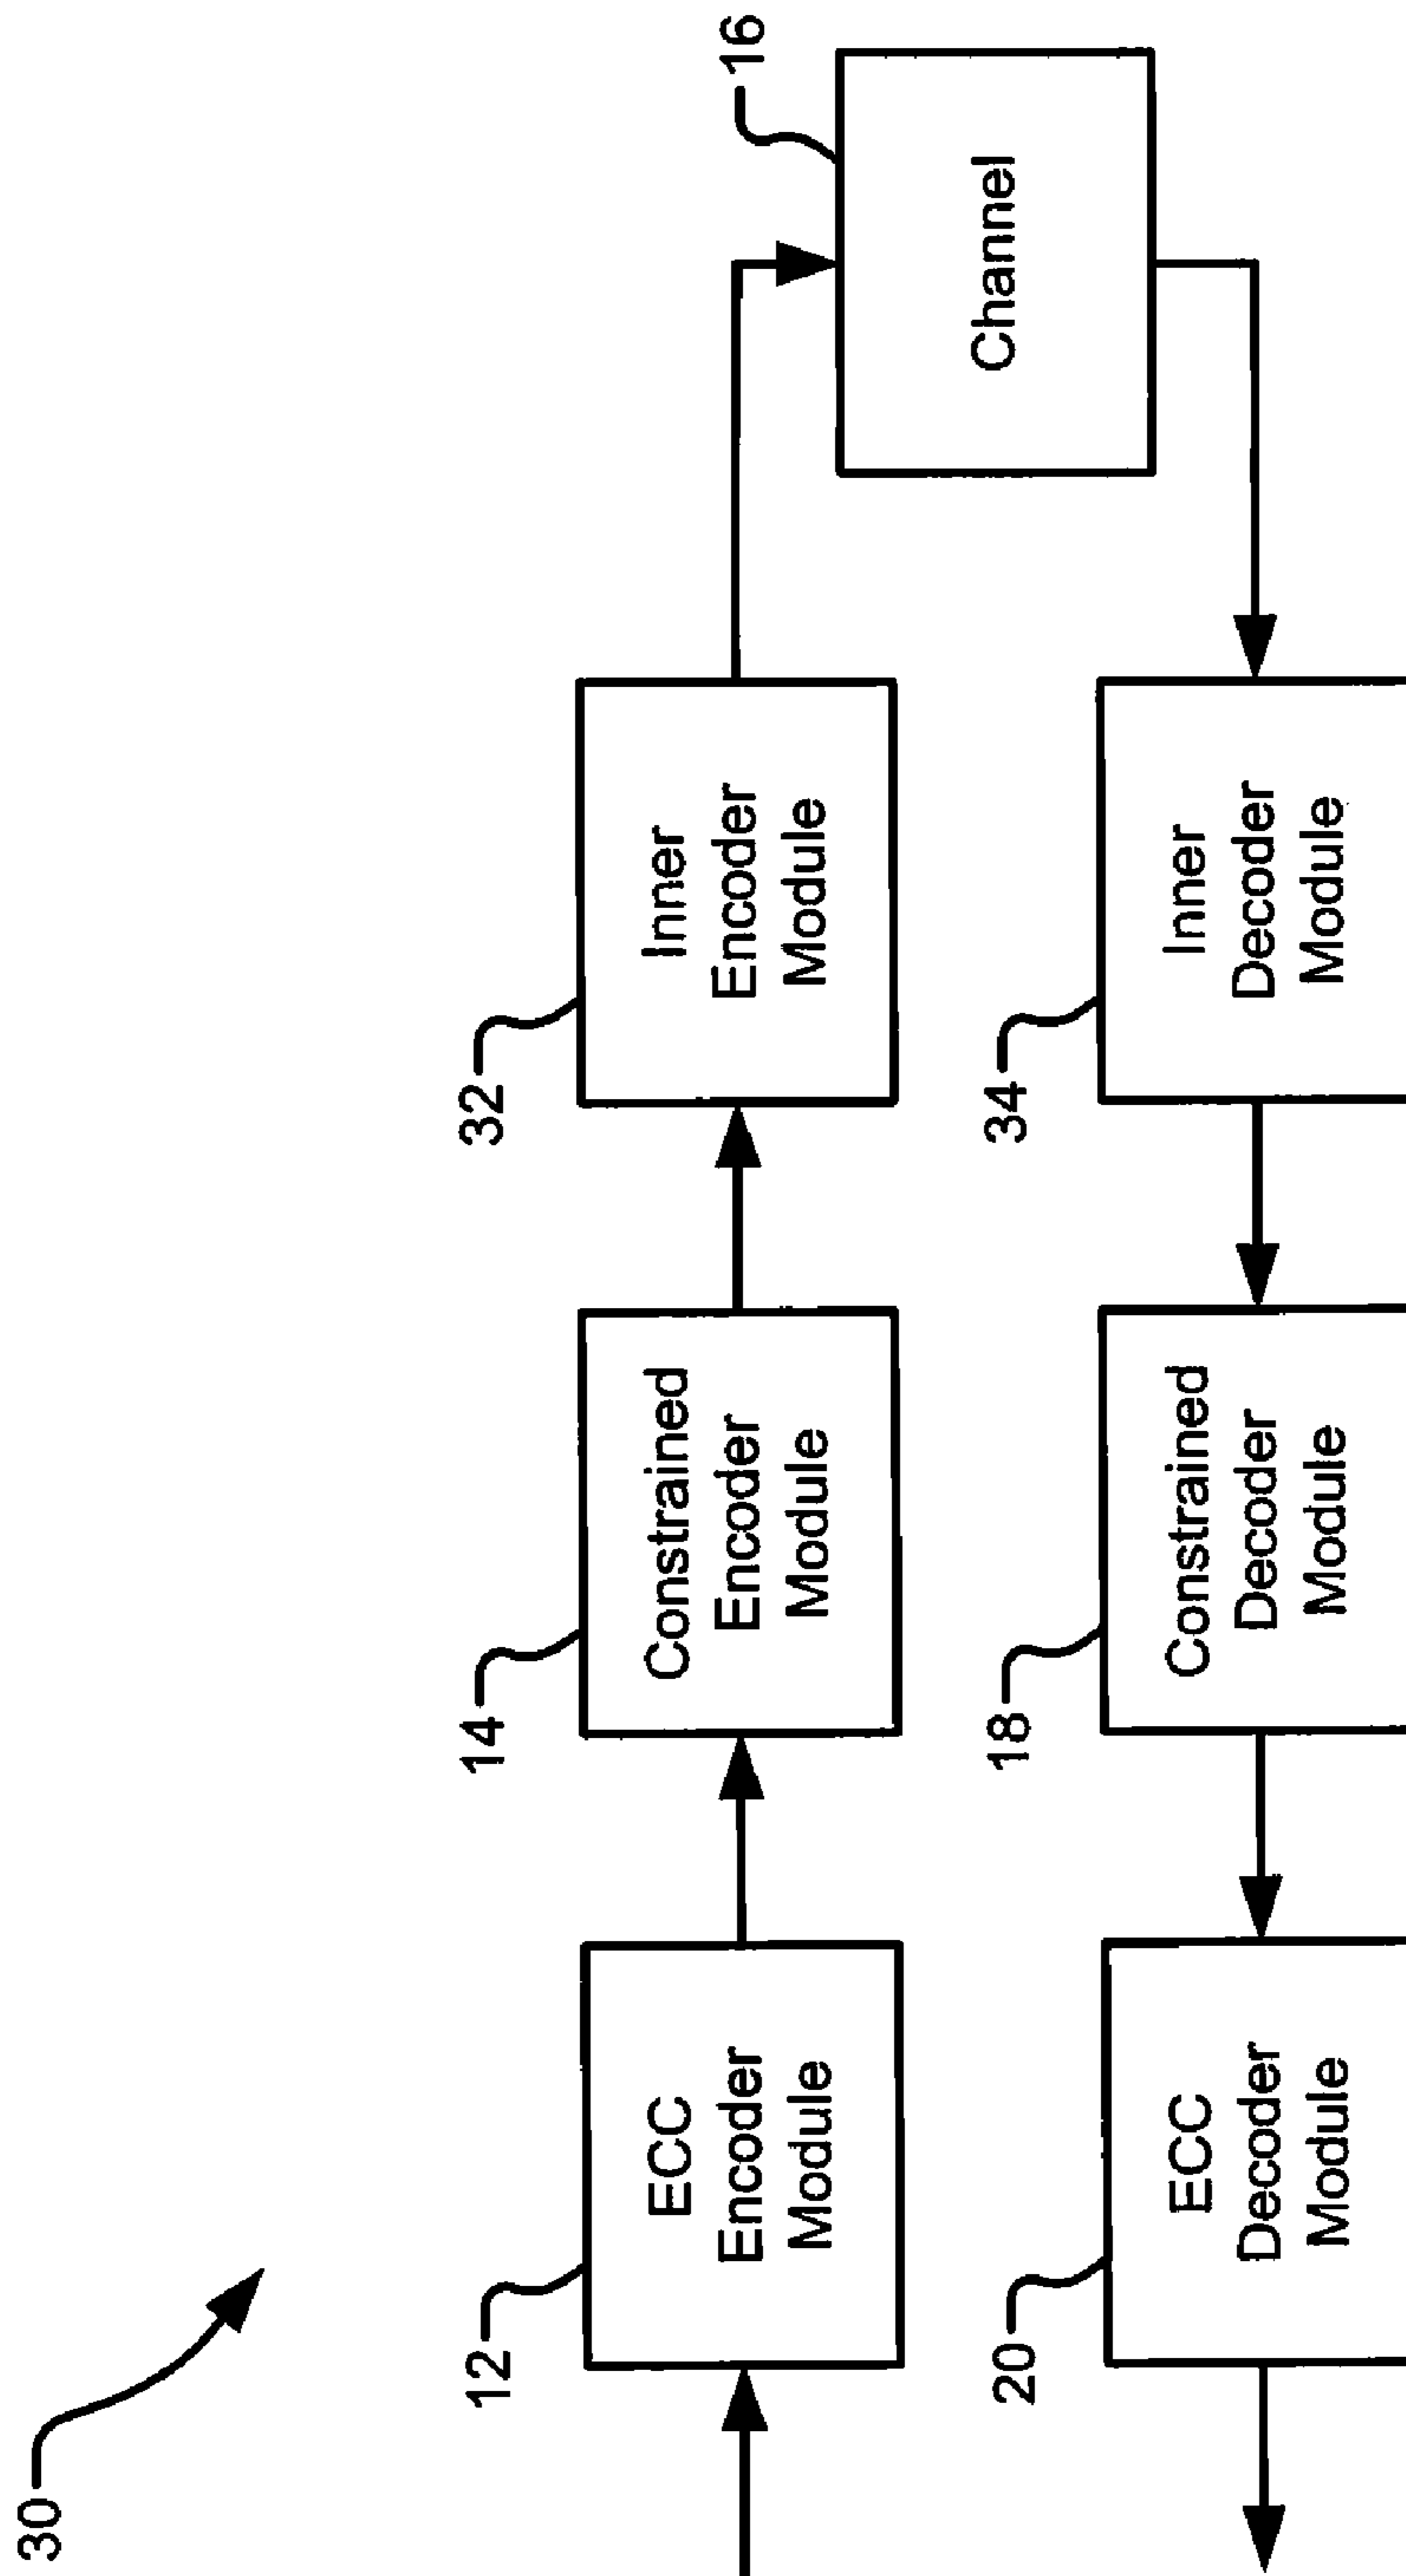 30
12
ECC
Encoder
Module
14
Constrained
Encoder
Module
32
Inner
Encoder
Module
16
Channel
20
ECC
Decoder
Module
18
Constrained
Decoder
Module
34
Inner
Decoder
Module